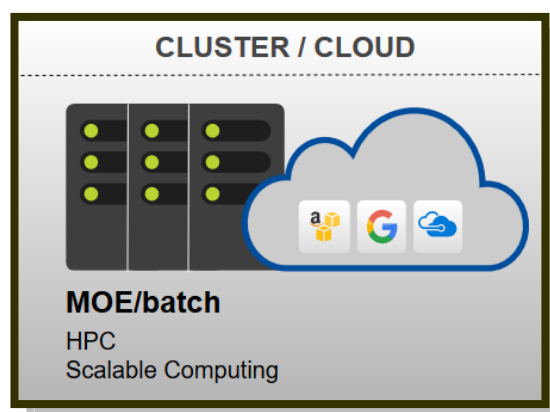 CLUSTER / CLOUD
a
G
MOE/batch
HPC
Scalable Computing